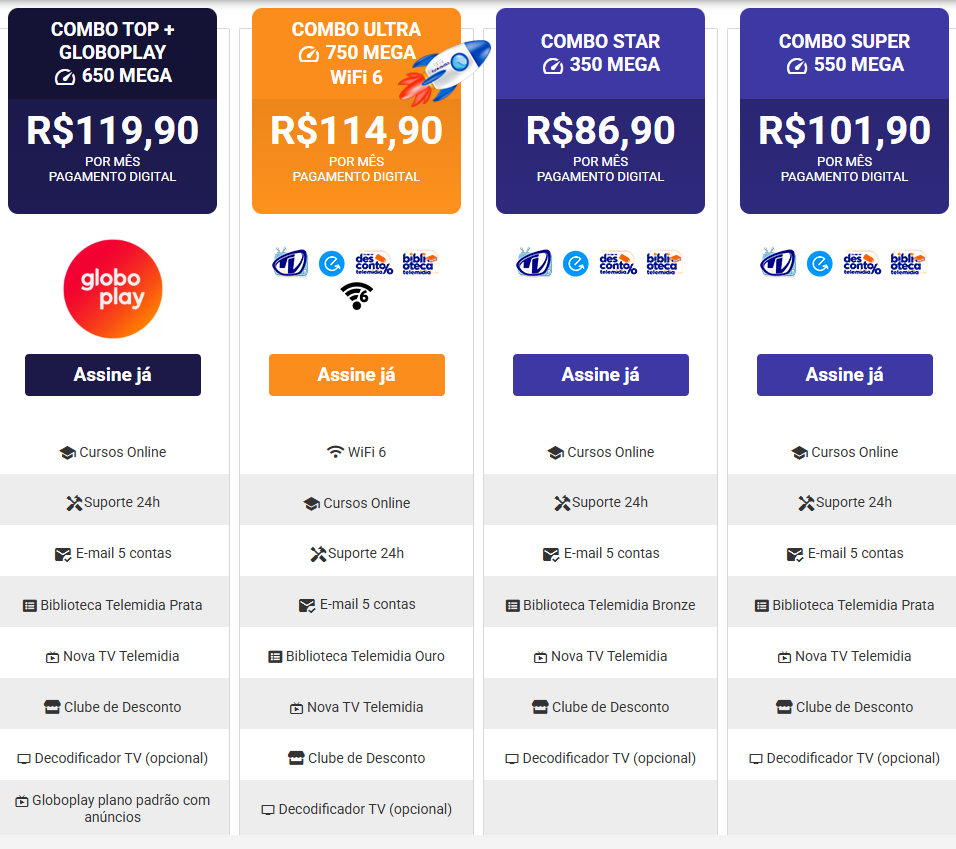 COMBO TOP +
GLOBOPLAY
650 MEGA
R$119,90
POR MÊS
PAGAMENTO DIGITAL
globo
play
Assine já
Cursos Online
Suporte 24h
E-mail 5 contas
Biblioteca Telemidia Prata
Nova TV Telemidia
Clube de Desconto
Decodificador TV (opcional)
Globoplay plano padrão com
anúncios
COMBO ULTRA
750 MEGA
WiFi 6
R$114,90
POR MÊS
PAGAMENTO DIGITAL
TV
des
conto%
telemidia
bibli
oteca
telemidia
6
Assine já
WiFi 6
Cursos Online
Suporte 24h
E-mail 5 contas
Biblioteca Telemidia Ouro
Nova TV Telemidia
Clube de Desconto
Decodificador TV (opcional)
COMBO STAR
350 MEGA
R$86,90
POR MÊS
PAGAMENTO DIGITAL
TV
des
conto%
telemidia
bibli
oteca
telemidia
Assine já
Cursos Online
Suporte 24h
E-mail 5 contas
Biblioteca Telemidia Bronze
Nova TV Telemidia
Clube de Desconto
Decodificador TV (opcional)
COMBO SUPER
550 MEGA
R$101,90
POR MÊS
PAGAMENTO DIGITAL
TV
des
conto%
telemidia
bibli
oteca
telemidia
Assine já
Cursos Online
Suporte 24h
E-mail 5 contas
Biblioteca Telemidia Prata
Nova TV Telemidia
Clube de Desconto
Decodificador TV (opcional)